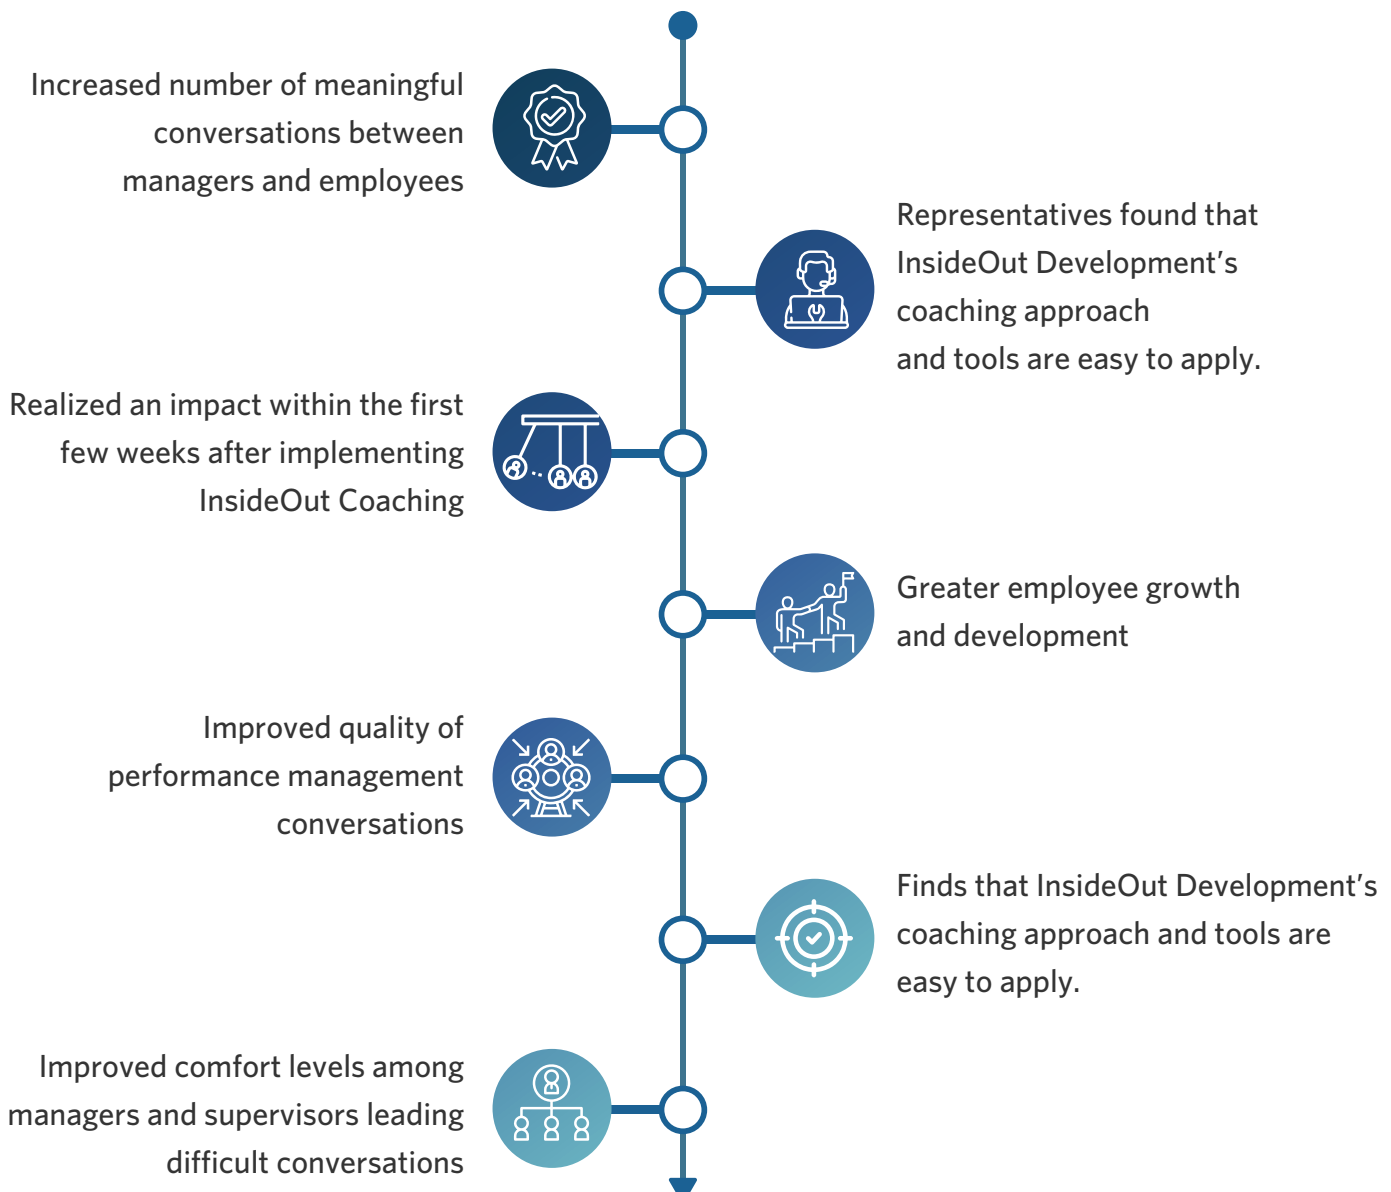 Increased number of meaningful
conversations between
managers and employees
Representatives found that
InsideOut Development’s
coaching approach
and tools are easy to apply.
Realized an impact within the first
few weeks after implementing
InsideOut Coaching
Greater employee growth
and development
Improved quality of
performance management
conversations
Finds that InsideOut Development’s
coaching approach and tools are
easy to apply.
Improved comfort levels among
managers and supervisors leading
difficult conversations